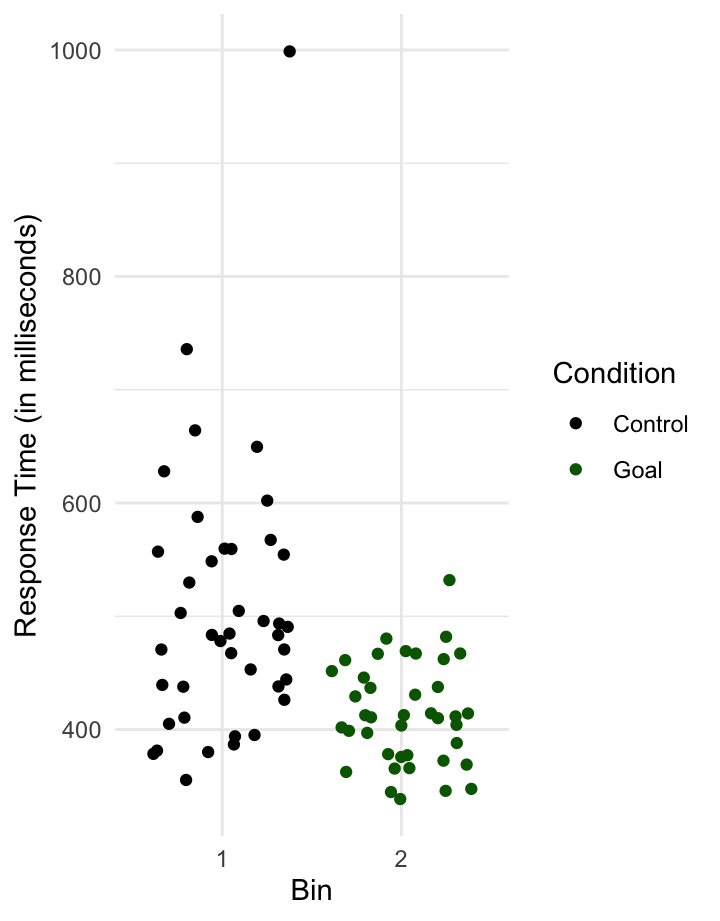 1000
800
600
400
Response Time (in milliseconds)
1
2
Bin
Condition
Control
Goal